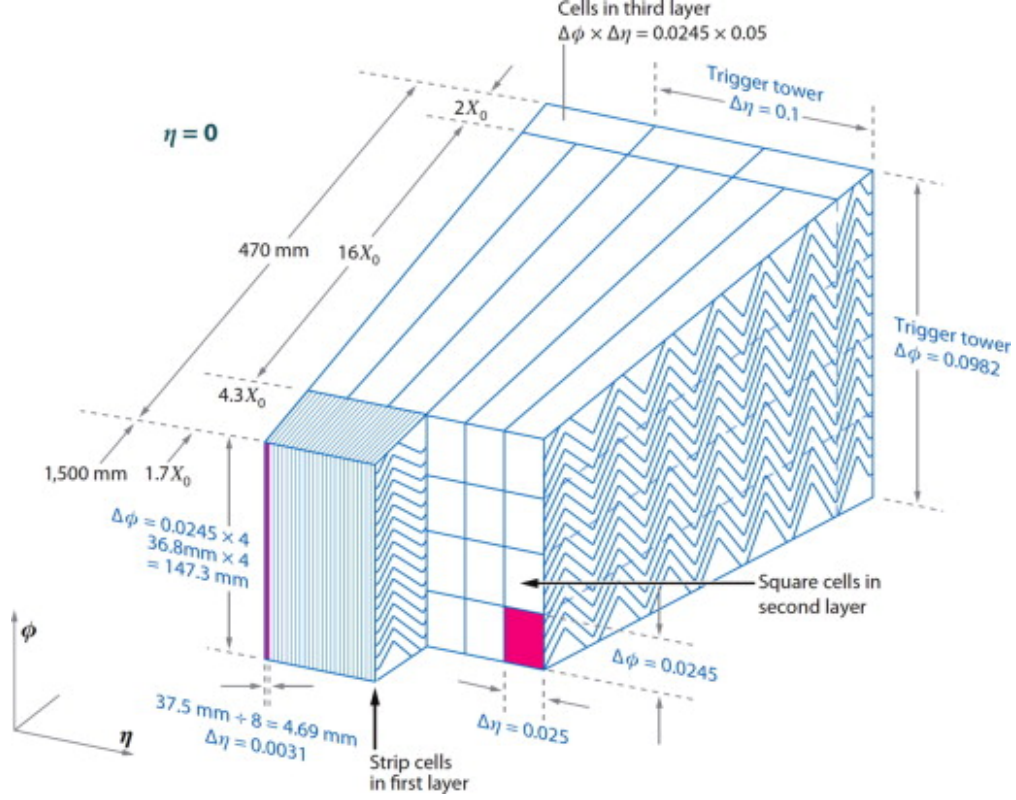 Cells in third layer
Δϕ × Δη = 0.0245 × 0.05
Trigger tower
Δη = 0.1
2X₀
η = 0
470 mm
16X₀
Trigger tower
Δϕ = 0.0982
4.3X₀
1,500 mm
1.7X₀
Δϕ = 0.0245 × 4
36.8mm × 4
= 147.3 mm
Square cells in
second layer
ϕ
η
Δϕ = 0.0245
37.5 mm ÷ 8 = 4.69 mm
Δη = 0.0031
Δη = 0.025
Strip cells
in first layer